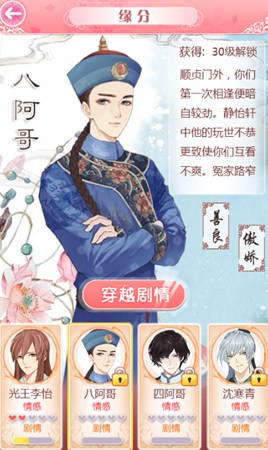 缘分
八阿哥
获得：30级解锁
顺贞门外，你们
第一次相逢便暗
自较劲。静怡轩
中他的玩世不恭
更致使你们互看
不爽。冤家路窄
善良
傲娇
穿越剧情
光王李怡
情感
剧情
八阿哥
情感
剧情
四阿哥
情感
剧情
沈寒青
情感
剧情